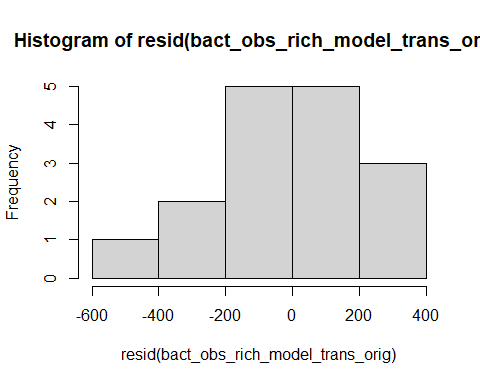 Histogram of resid(bact_obs_rich_model_trans_or
Frequency
5
4
3
2
1
0
-600 -400 -200 0 200 400
resid(bact_obs_rich_model_trans_orig)